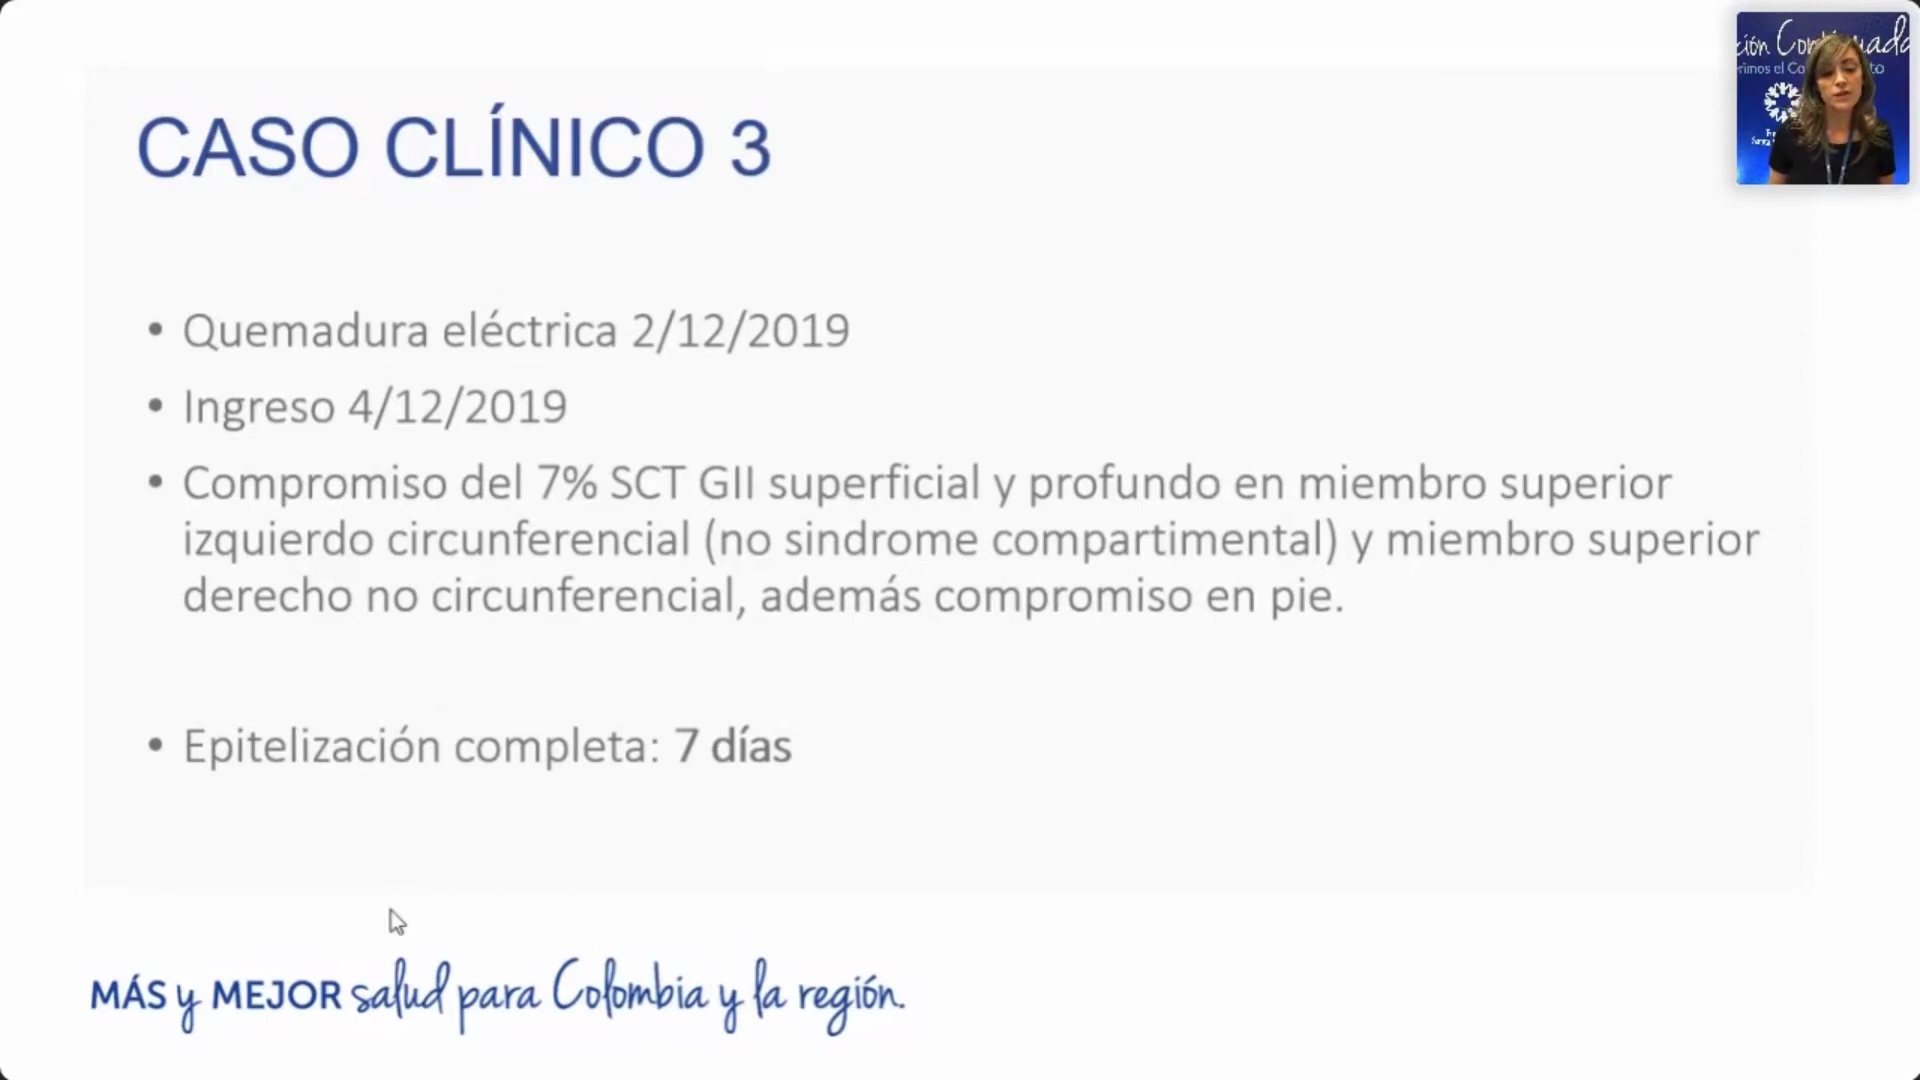 CASO CLÍNICO 3
• Quemadura eléctrica 2/12/2019
• Ingreso 4/12/2019
• Compromiso del 7% SCT GII superficial y profundo en miembro superior
izquierdo circunferencial (no sindrome compartimental) y miembro superior
derecho no circunferencial, además compromiso en pie.
• Epitelización completa: 7 días
MÁS y MEJOR salud para Colombia y la región.